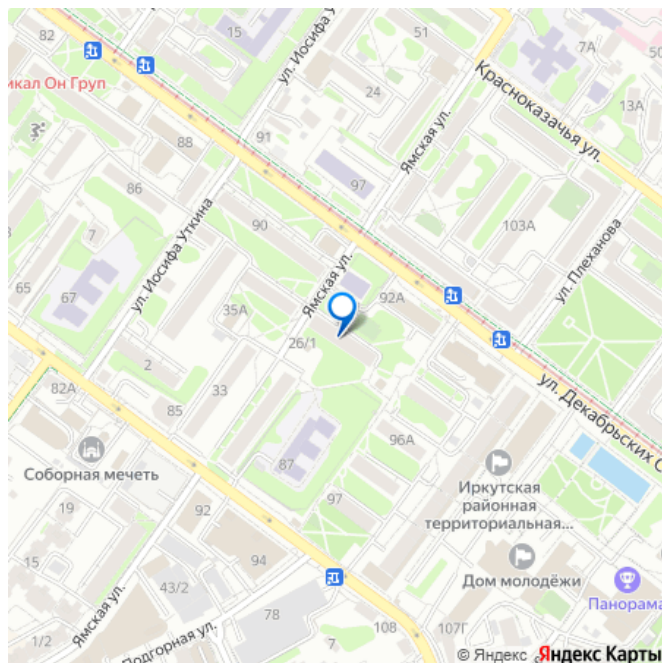 82
15
ул. Иосифа
51
7А
24
Красноказачья ул.
13А
икал Он Груп
91
88
Ямская ул.
97
86
90
103А
7
ул. Иосифа Уткина
ул. Плеханова
65
67
Ямская ул.
35А
92А
26/1
2
33
82А
85
ул. Декабрьских С
96А
Соборная мечеть
87
Иркутская
районная
территориальная...
19
92
97
15
94
Дом молодёжи
43/2
Панорама
Ямская ул.
78
108
107Г
1/2
Подгорная ул.
7
© Яндекс Яндекс Карты